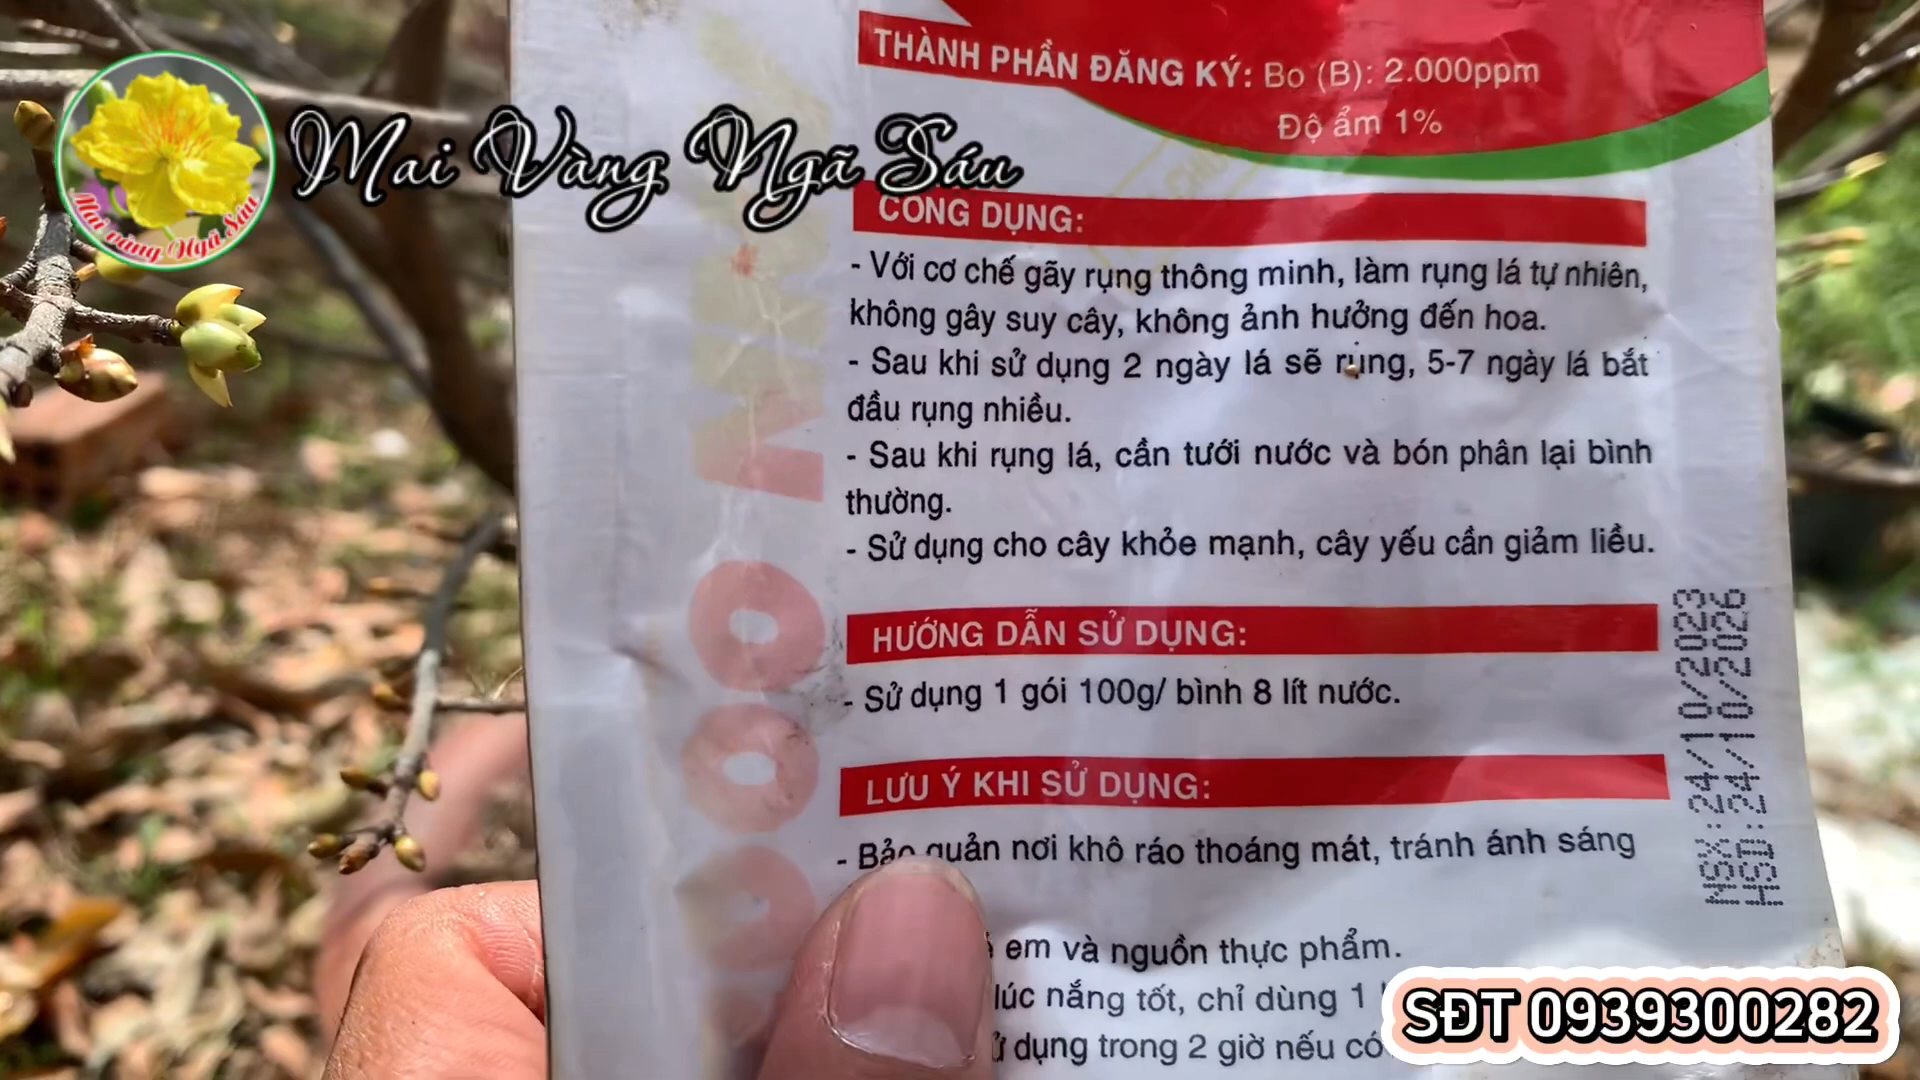 Mai Vàng Ngã Sáu
Mai vàng Ngã Sáu
THÀNH PHẦN ĐĂNG KÝ: Bo (B): 2.000ppm
Độ ẩm 1%
CÔNG DỤNG:
- Với cơ chế gãy rụng thông minh, làm rụng lá tự nhiên,
không gây suy cây, không ảnh hưởng đến hoa.
- Sau khi sử dụng 2 ngày lá sẽ rụng, 5-7 ngày lá bắt
đầu rụng nhiều.
- Sau khi rụng lá, cần tưới nước và bón phân lại bình
thường.
- Sử dụng cho cây khỏe mạnh, cây yếu cần giảm liều.
HƯỚNG DẪN SỬ DỤNG:
- Sử dụng 1 gói 100g/ bình 8 lít nước.
LƯU Ý KHI SỬ DỤNG:
- Bảo quản nơi khô ráo thoáng mát, tránh ánh sáng
em và nguồn thực phẩm.
lúc nắng tốt, chỉ dùng 1
dụng trong 2 giờ nếu có
NSX:24/10/2023
HSD:24/10/2026
SĐT 0939300282